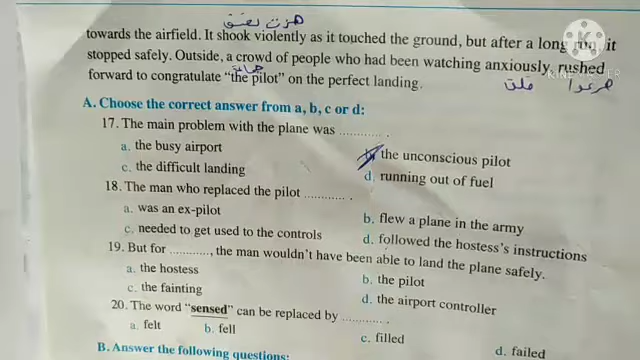 هزت بعنف
towards the airfield. It shook violently as it touched the ground, but after a long run, it
stopped safely. Outside, a crowd of people who had been watching anxiously, rushed
forward to congratulate “the pilot” on the perfect landing.
هرعوا قلق
A. Choose the correct answer from a, b, c or d:
17. The main problem with the plane was ............ .
a. the busy airport
b. the unconscious pilot
c. the difficult landing
d. running out of fuel
18. The man who replaced the pilot ............ .
a. was an ex-pilot
b. flew a plane in the army
c. needed to get used to the controls
d. followed the hostess's instructions
19. But for ..........., the man wouldn't have been able to land the plane safely.
a. the hostess
b. the pilot
c. the fainting
d. the airport controller
20. The word “sensed” can be replaced by ............ .
a. felt
b. fell
c. filled
d. failed
B. Answer the following questions: